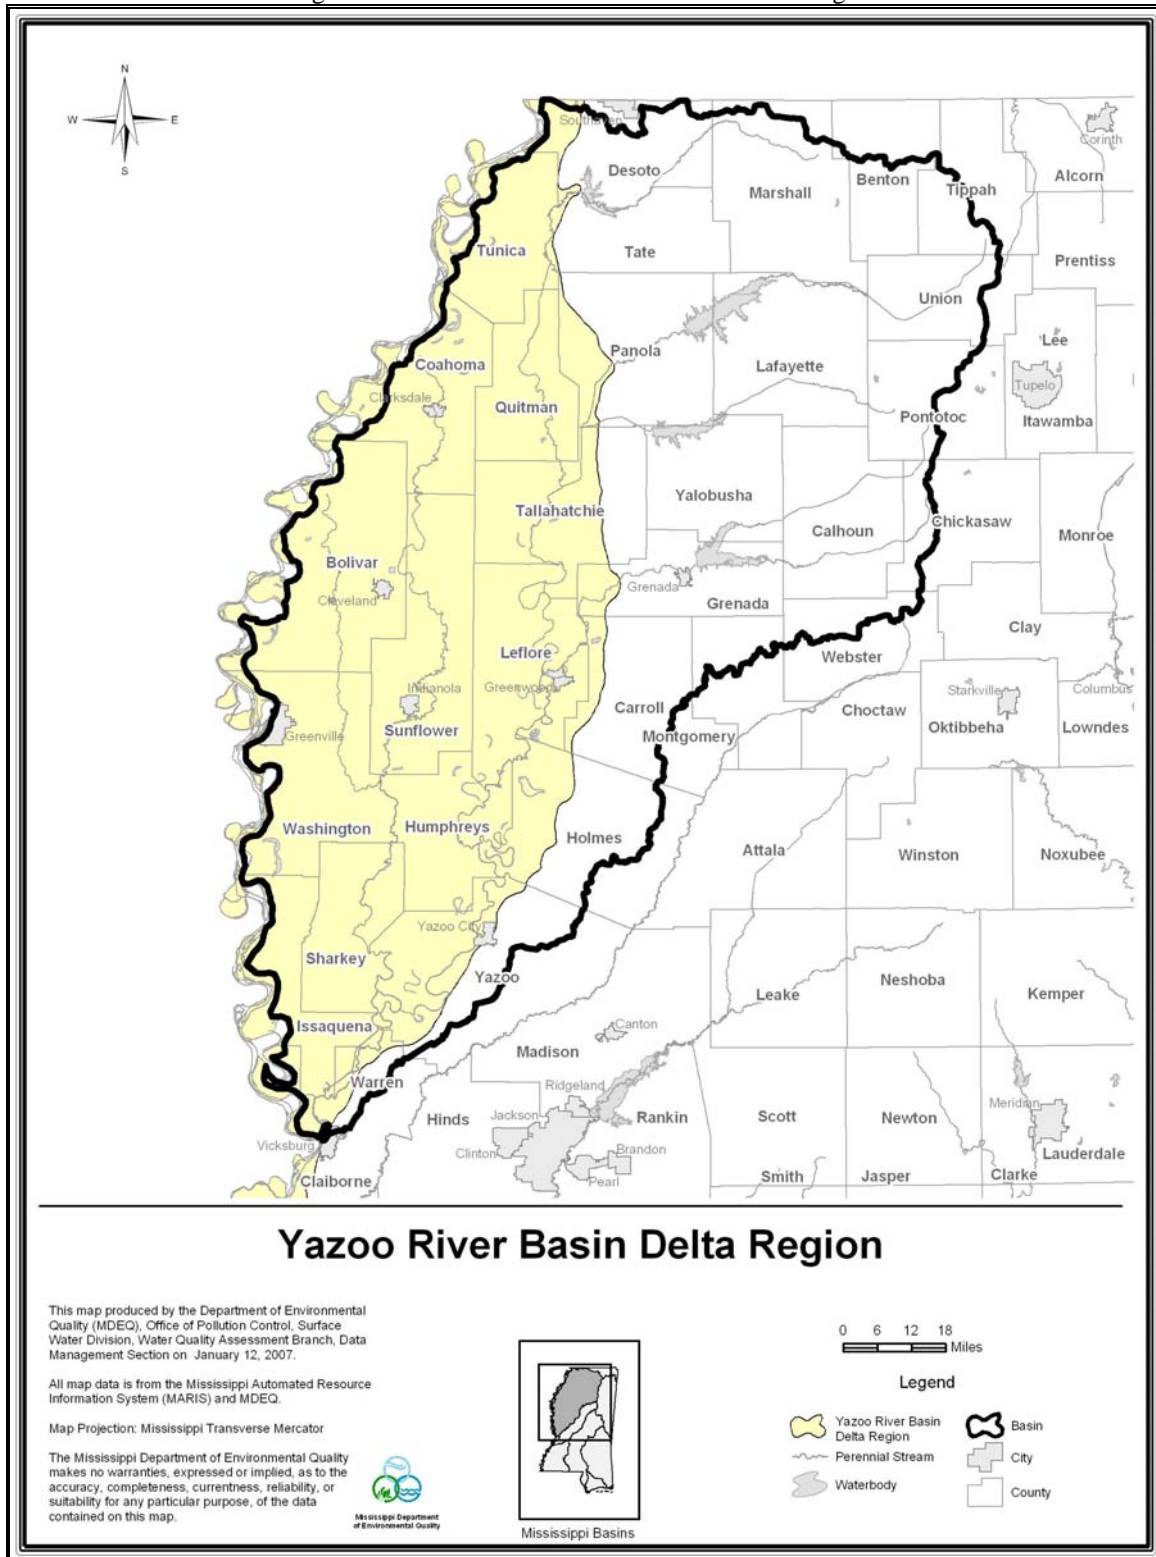 N
W E
S
Southaven
Corinth
Desoto
Marshall
Benton
Tippah
Alcorn
Tunica
Tate
Prentiss
Union
Panola
Lee
Coahoma
Lafayette
Clarksdale
Tupelo
Quitman
Pontotoc
Itawamba
Yalobusha
Tallahatchie
Calhoun
Chickasaw
Monroe
Bolivar
Cleveland
Grenada
Grenada
Clay
Leflore
Webster
Indianola
Greenwood
Starkville
Columbus
Carroll
Choctaw
Greenville
Sunflower
Montgomery
Oktibbeha
Lowndes
Washington
Humphreys
Holmes
Attala
Winston
Noxubee
Yazoo City
Sharkey
Yazoo
Neshoba
Leake
Kemper
Issaquena
Canton
Madison
Warren
Ridgeland
Hinds
Jackson
Rankin
Scott
Newton
Meridian
Vicksburg
Clinton
Brandon
Lauderdale
Claiborne
Pearl
Smith
Jasper
Clarke
Yazoo River Basin Delta Region
This map produced by the Department of Environmental
Quality (MDEQ), Office of Pollution Control, Surface
Water Division, Water Quality Assessment Branch, Data
Management Section on January 12, 2007.
All map data is from the Mississippi Automated Resource
Information System (MARIS) and MDEQ.
Map Projection: Mississippi Transverse Mercator
The Mississippi Department of Environmental Quality
makes no warranties, expressed or implied, as to the
accuracy, completeness, currentness, reliability, or
suitability for any particular purpose, of the data
contained on this map.
Mississippi Department
of Environmental Quality
Mississippi Basins
0 6 12 18
Miles
Legend
Yazoo River Basin
Delta Region
Perennial Stream
Waterbody
Basin
City
County